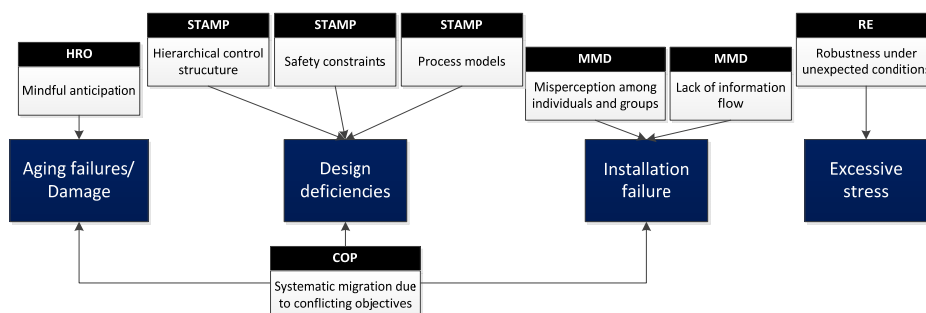 HRO
Mindful anticipation
STAMP
Hierarchical control
strucuture
STAMP
Safety constraints
STAMP
Process models
MMD
Misperception among
individuals and groups
MMD
Lack of information
flow
RE
Robustness under
unexpected conditions
Aging failures/
Damage
Design
deficiencies
Installation
failure
Excessive
stress
COP
Systematic migration due
to conflicting objectives